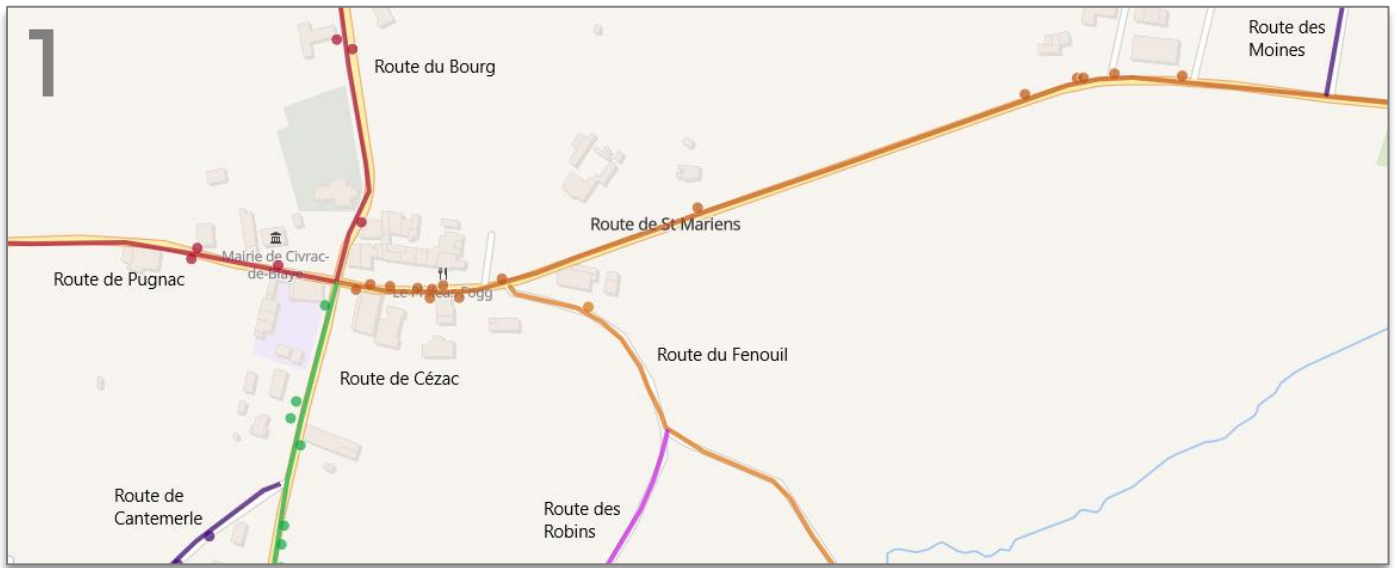 1
Route des
Moines
Route du Bourg
Route de St Mariens
Mairie de Civrac-
de-Blaye
Route de Pugnac
Fogg
Route du Fenouil
Route de Cézac
Route de
Cantemerle
Route des
Robins